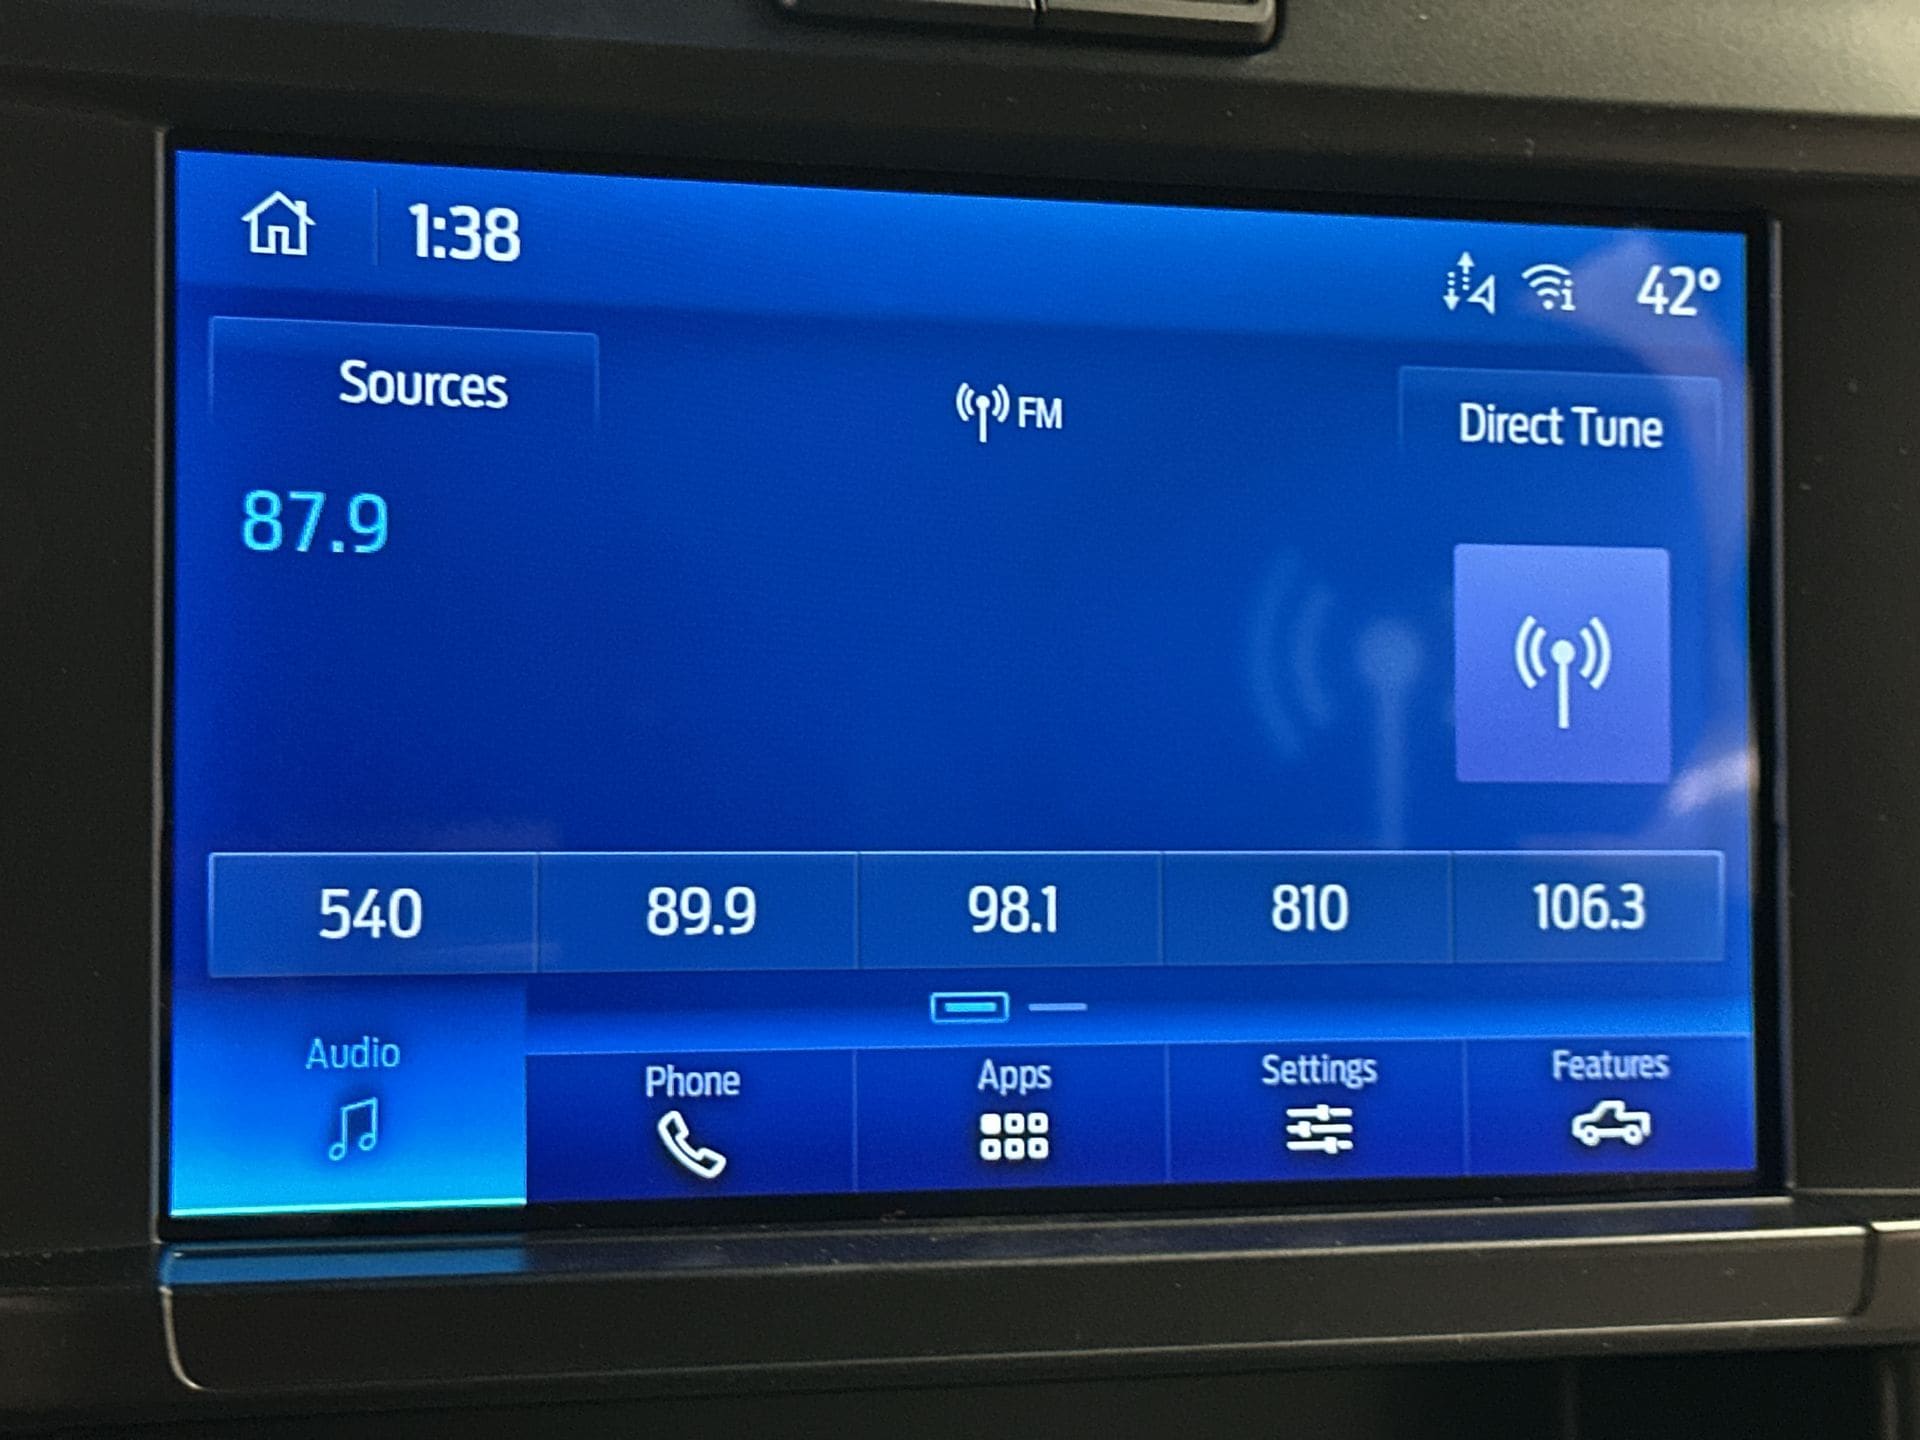 1:38
42°
Sources
FM
Direct Tune
87.9
540 89.9 98.1 810 106.3
Audio Phone Apps Settings Features